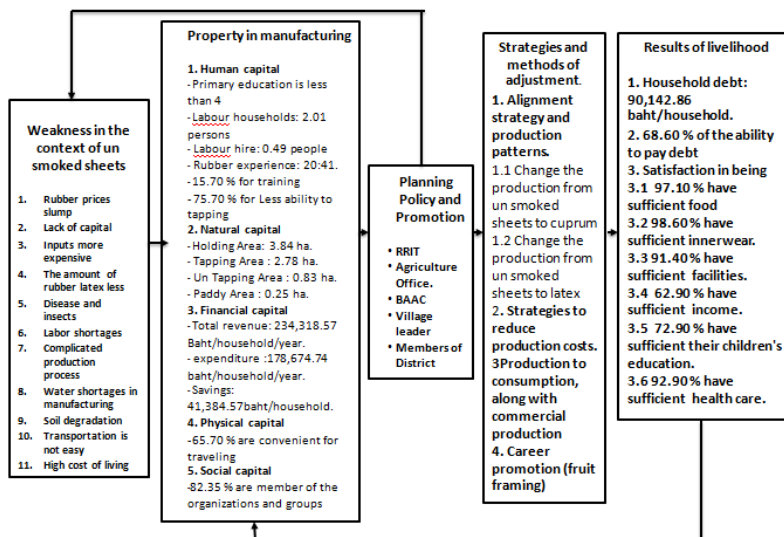 Weakness in the
context of un
smoked sheets
1. Rubber prices
slump
2. Lack of capital
3. Inputs more
expensive
4. The amount of
rubber latex less
5. Disease and
insects
6. Labor shortages
7. Complicated
production
process
8. Water shortages in
manufacturing
9. Soil degradation
10. Transportation is
not easy
11. High cost of living
Property in manufacturing
1. Human capital
-Primary education is less
than 4
-Labour households: 2.01
persons
- Labour hire: 0.49 people
- Rubber experience: 20:41.
-15.70 % for training
-75.70 % for Less ability to
tapping
2. Natural capital
-Holding Area: 3.84 ha.
-Tapping Area : 2.78 ha.
-Un Tapping Area : 0.83 ha.
-Paddy Area : 0.25 ha.
3. Financial capital
-Total revenue: 234,318.57
Baht/household/year.
- expenditure :178,674.74
baht/household/year.
- Savings:
41,384.57baht/household.
4. Physical capital
-65.70 % are convenient for
traveling
5. Social capital
-82.35 % are member of the
organizations and groups
Planning
Policy and
Promotion
• RRIT
• Agriculture
Office.
• BAAC
• Village
leader
• Members of
District
Strategies and
methods of
adjustment.
1. Alignment
strategy and
production
patterns.
1.1 Change the
production from
un smoked
sheets to cuprum
1.2 Change the
production from
un smoked
sheets to latex
2. Strategies to
reduce
production costs.
3Production to
consumption,
along with
commercial
production
4. Career
promotion (fruit
framing)
Results of livelihood
1. Household debt:
90,142.86
baht/household.
2. 68.60 % of the ability
to pay debt
3. Satisfaction in being
3.1 97.10 % have
sufficient food
3.2 98.60 % have
sufficient innerwear.
3.3 91.40 % have
sufficient facilities.
3.4 62.90 % have
sufficient income.
3.5 72.90 % have
sufficient their children's
education.
3.6 92.90 % have
sufficient health care.